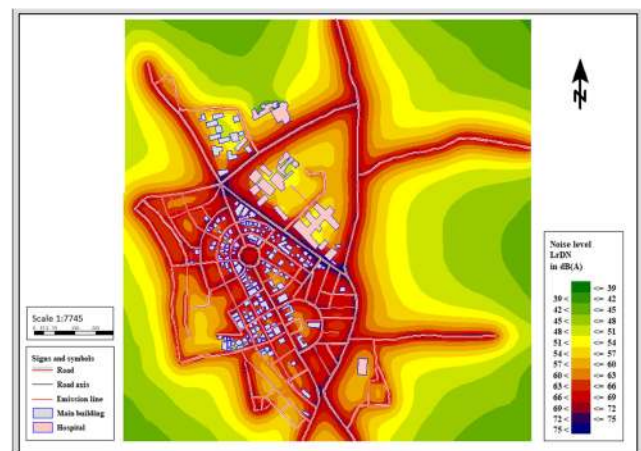 N
Noise level
LrDN
in dB(A)
<= 39
39 < <= 42
42 < <= 45
45 < <= 48
48 < <= 51
51 < <= 54
54 < <= 57
57 < <= 60
60 < <= 63
63 < <= 66
66 < <= 69
69 < <= 72
72 < <= 75
75 <
Scale 1:7745
Signs and symbols
Road
Road axis
Emission line
Main building
Hospital